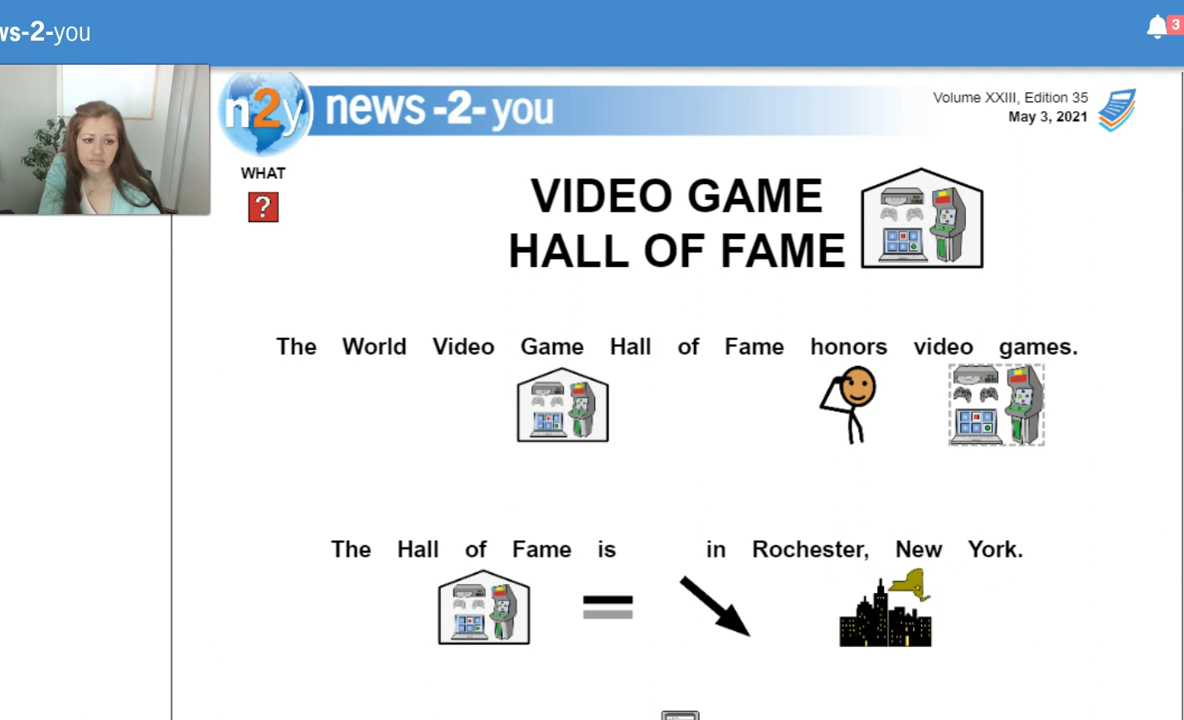 ws-2-you
3
n2y news-2-you
Volume XXIII, Edition 35
May 3, 2021
WHAT
?
VIDEO GAME
HALL OF FAME
The World Video Game Hall of Fame honors video games.
The Hall of Fame is in Rochester, New York.